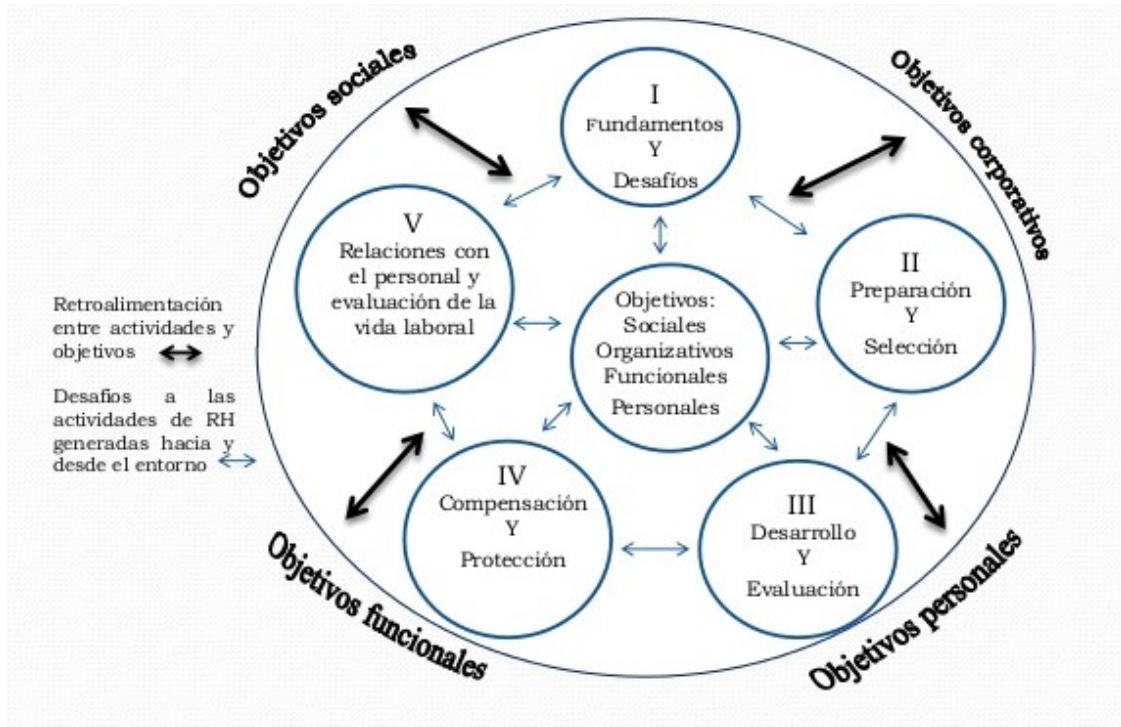 Objetivos sociales
Objetivos corporativos
I
Fundamentos
Y
Desafíos
V
Relaciones con
el personal y
evaluación de la
vida laboral
II
Preparación
Y
Selección
Objetivos:
Sociales
Organizativos
Funcionales
Personales
Retroalimentación
entre actividades y
objetivos
Desafíos a las
actividades de RH
generadas hacia y
desde el entorno
IV
Compensación
Y
Protección
III
Desarrollo
Y
Evaluación
Objetivos funcionales
Objetivos personales